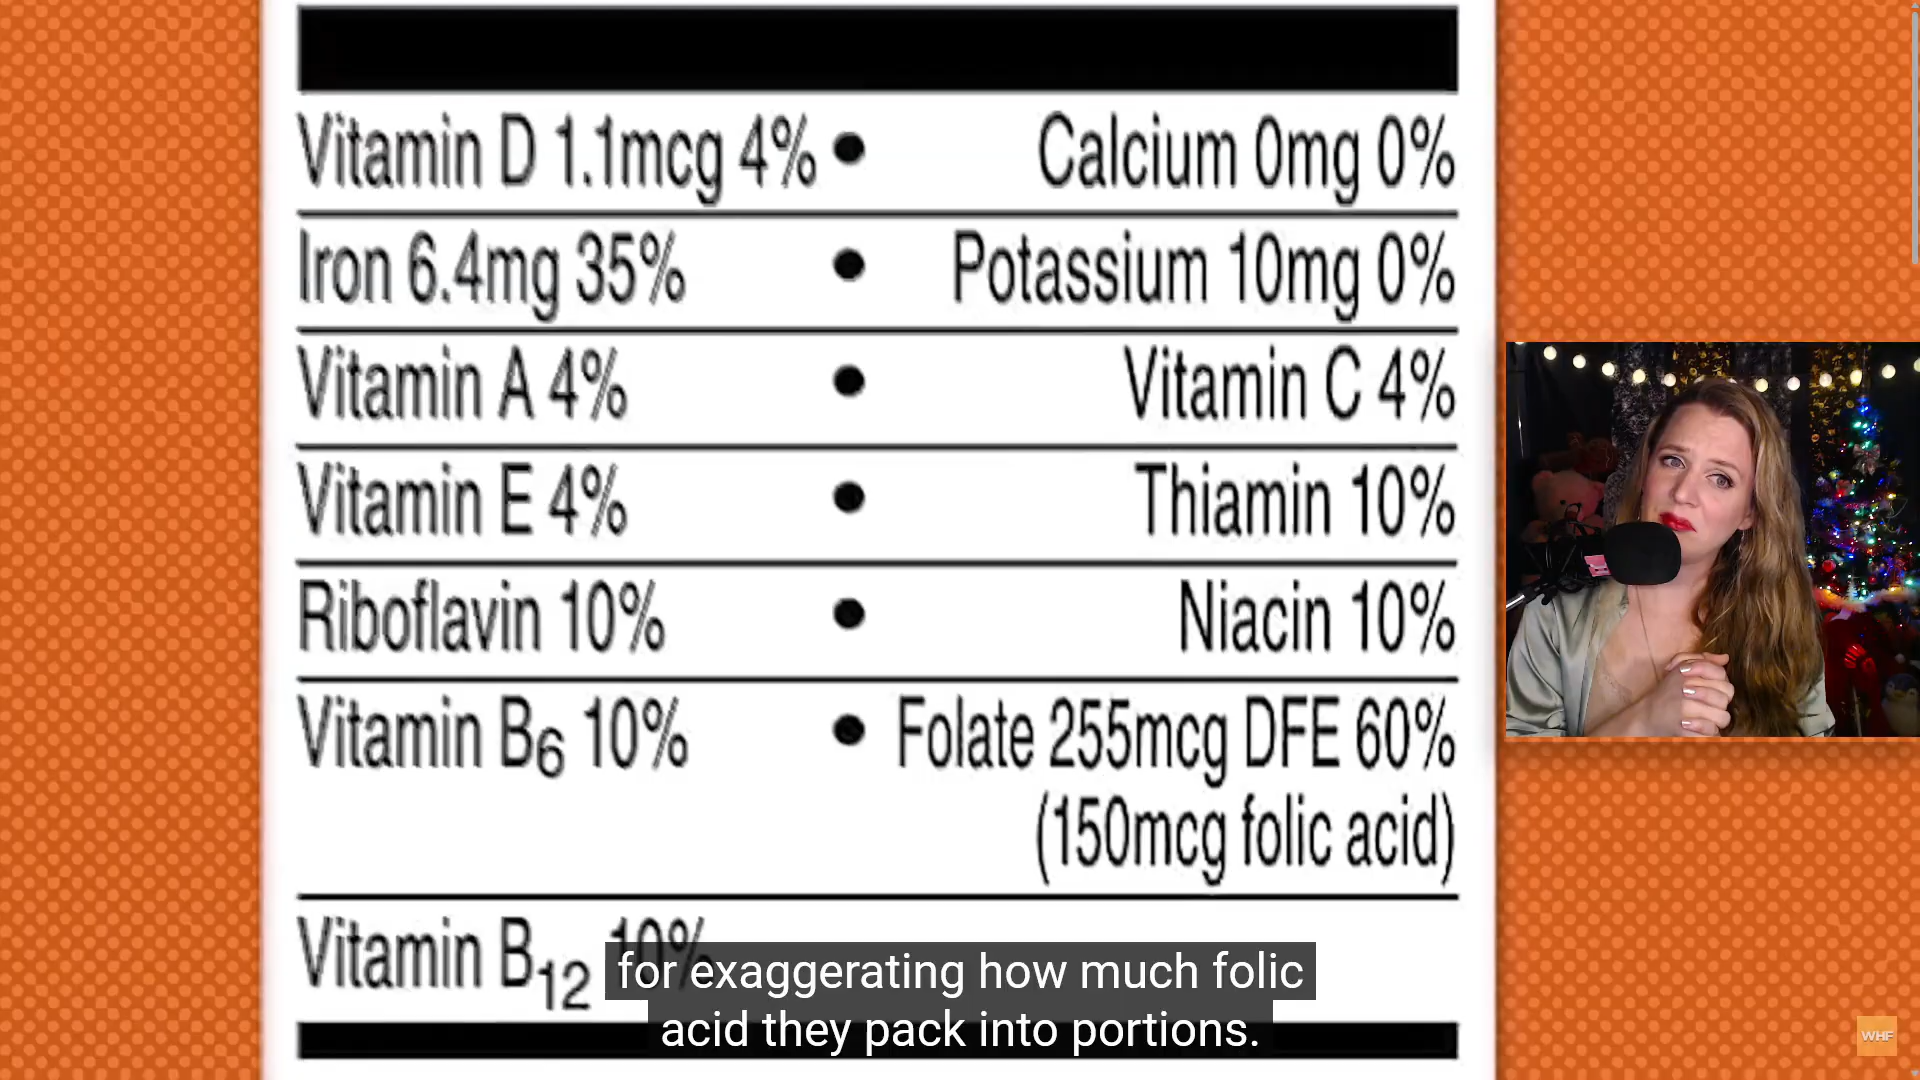 Vitamin D 1.1mcg 4% • Calcium 0mg 0%
Iron 6.4mg 35% • Potassium 10mg 0%
Vitamin A 4% • Vitamin C 4%
Vitamin E 4% • Thiamin 10%
Riboflavin 10% • Niacin 10%
Vitamin B6 10% • Folate 255mcg DFE 60%
(150mcg folic acid)
Vitamin B12 10%
for exaggerating how much folic
acid they pack into portions.
WHF